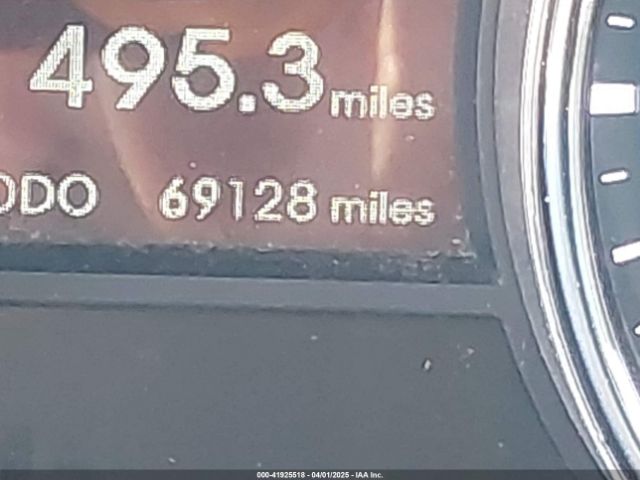 495.3 miles
ODO 69128 miles
000-41925518 - 04/01/2025 - IAA Inc.